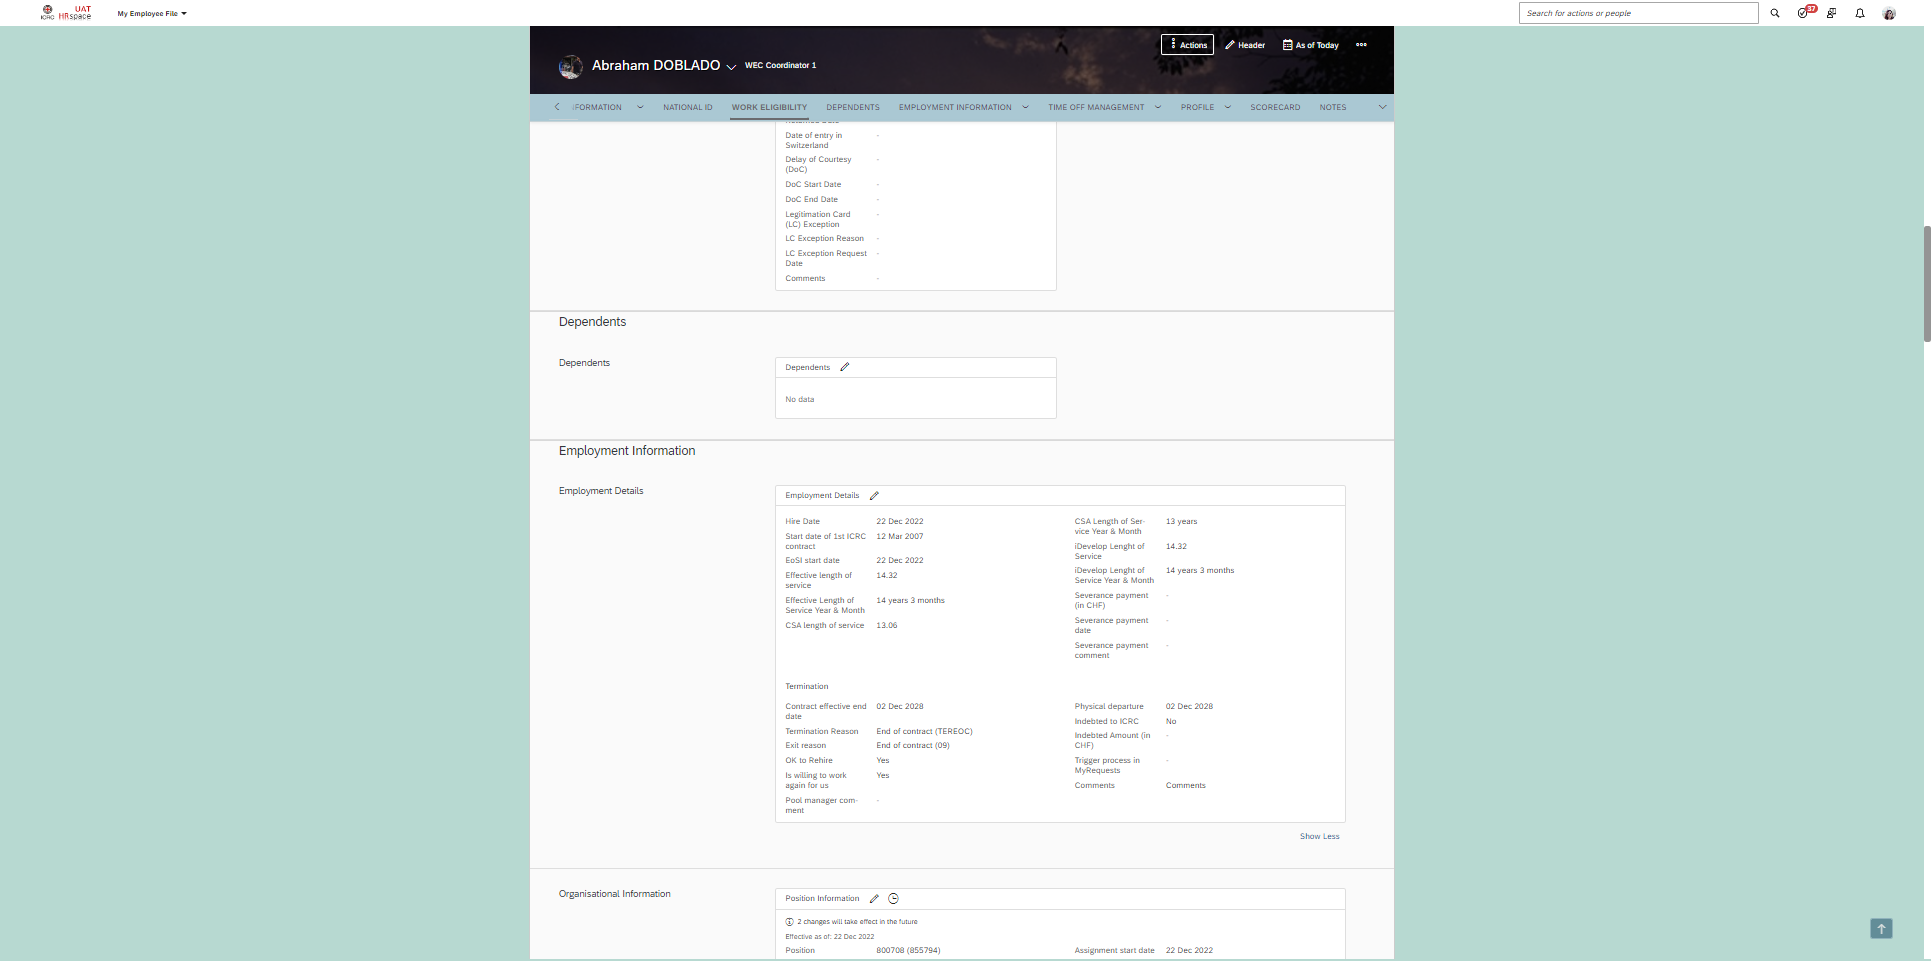 UAT
ICRC HRspace
My Employee File
Search for actions or people
37
Abraham DOBLADO
WEC Coordinator 1
Actions
Header
As of Today
FORMATION
NATIONAL ID
WORK ELIGIBILITY
DEPENDENTS
EMPLOYMENT INFORMATION
TIME OFF MANAGEMENT
PROFILE
SCORECARD
NOTES
Date of entry in
Switzerland
-
Delay of Courtesy
(DoC)
-
DoC Start Date -
DoC End Date -
Legitimation Card
(LC) Exception
-
LC Exception Reason -
LC Exception Request
Date
-
Comments -
Dependents
Dependents
Dependents
No data
Employment Information
Employment Details
Employment Details
Hire Date 22 Dec 2022
Start date of 1st ICRC
contract
12 Mar 2007
EoSI start date 22 Dec 2022
Effective length of
service
14.32
Effective Length of
Service Year & Month
14 years 3 months
CSA length of service 13.06
CSA Length of Ser-
vice Year & Month
13 years
iDevelop Lenght of
Service
14.32
iDevelop Lenght of
Service Year & Month
14 years 3 months
Severance payment
(in CHF)
-
Severance payment
date
-
Severance payment
comment
-
Termination
Contract effective end
date
02 Dec 2028
Termination Reason End of contract (TEREOC)
Exit reason End of contract (09)
OK to Rehire Yes
Is willing to work
again for us
Yes
Pool manager com-
ment
-
Physical departure 02 Dec 2028
Indebted to ICRC No
Indebted Amount (in
CHF)
-
Trigger process in
MyRequests
-
Comments Comments
Show Less
Organisational Information
Position Information
2 changes will take effect in the future
Effective as of: 22 Dec 2022
Position 800708 (855794)
Assignment start date 22 Dec 2022